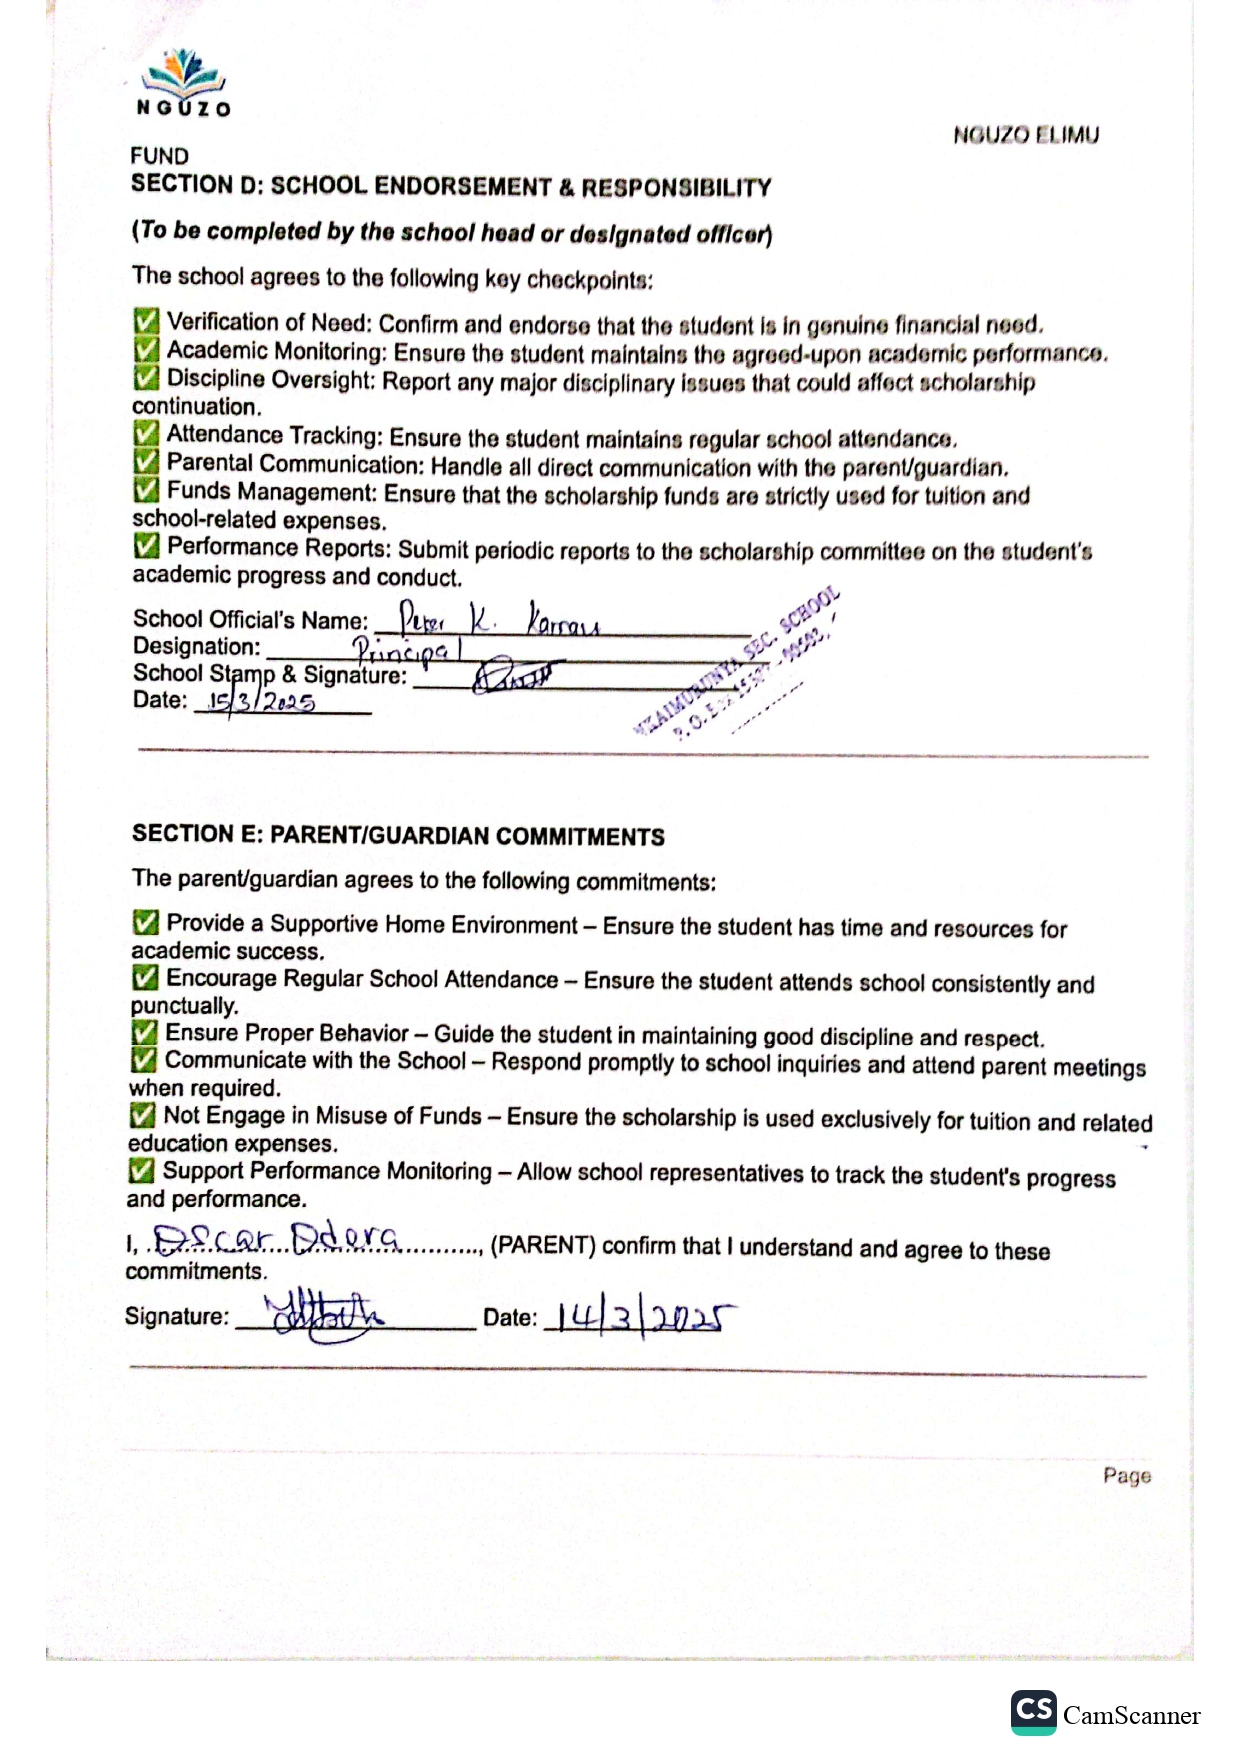 NGUZO
NGUZO ELIMU
FUND
SECTION D: SCHOOL ENDORSEMENT & RESPONSIBILITY
(To be completed by the school head or designated officer)
The school agrees to the following key checkpoints:
✅ Verification of Need: Confirm and endorse that the student is in genuine financial need.
✅ Academic Monitoring: Ensure the student maintains the agreed-upon academic performance.
✅ Discipline Oversight: Report any major disciplinary issues that could affect scholarship
continuation.
✅ Attendance Tracking: Ensure the student maintains regular school attendance.
✅ Parental Communication: Handle all direct communication with the parent/guardian.
✅ Funds Management: Ensure that the scholarship funds are strictly used for tuition and
school-related expenses.
✅ Performance Reports: Submit periodic reports to the scholarship committee on the student's
academic progress and conduct.
School Official's Name: Peter K.
Designation: Principal
School Stamp & Signature:
SEC. SCHOOL
P. O. Box
Date: 15/3/2025
SECTION E: PARENT/GUARDIAN COMMITMENTS
The parent/guardian agrees to the following commitments:
✅ Provide a Supportive Home Environment – Ensure the student has time and resources for
academic success.
✅ Encourage Regular School Attendance – Ensure the student attends school consistently and
punctually.
✅ Ensure Proper Behavior – Guide the student in maintaining good discipline and respect.
✅ Communicate with the School – Respond promptly to school inquiries and attend parent meetings
when required.
✅ Not Engage in Misuse of Funds – Ensure the scholarship is used exclusively for tuition and related
education expenses.
✅ Support Performance Monitoring – Allow school representatives to track the student's progress
and performance.
I, Oscar Odera, (PARENT) confirm that I understand and agree to these
commitments.
Signature: Date: 14/3/2025
Page
CS CamScanner